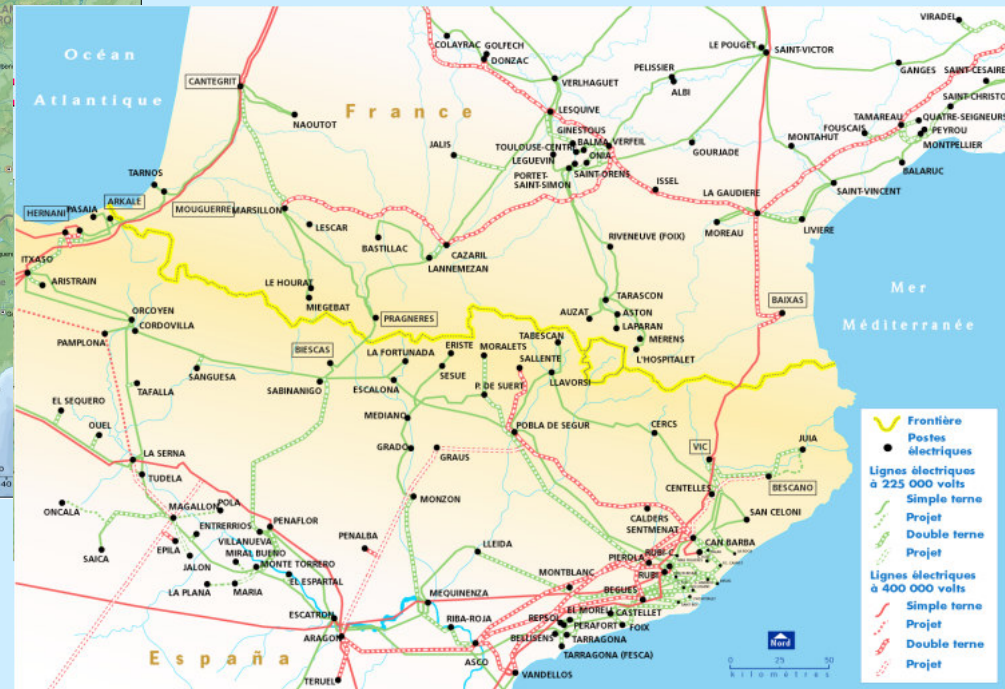 Océan
Atlantique
France
España
Mer
Méditerranée
COLAYRAC
GOLFECH
DONZAC
VERLHAGUET
LESQUIVE
PELISSIER
ALBI
LE POUGET
SAINT-VICTOR
VIRADEL
GANGES
SAINT-CESAIRE
SAINT-CHRISTO
TAMAREAU
QUATRE-SEIGNEURS
FOUSCAIS
PEYROU
MONTPELLIER
MONTAHUT
BALARUC
SAINT-VINCENT
CANTEGRIT
NAOUTOT
JALIS
GINESTOUS
TOULOUSE-CENTRE
BALMA
VERFEIL
LEGUEVIN
ONIA
PORTET-
SAINT-SIMON
SAINT-ORENS
GOURJADE
ISSEL
LA GAUDIERE
MOREAU
LIVIERE
TARNOS
ARKALE
HERNANI
PASAIA
MOUGUERRE
MARSILLON
LESCAR
BASTILLAC
CAZARIL
LANNEMEZAN
RIVENEUVE (FOIX)
ITXASO
ARISTRAIN
LE HOURAT
MIEGEBAT
PRAGNERES
TARASCON
AUZAT
ASTON
LAPARAN
MERENS
L'HOSPITALET
BAIXAS
ORCOYEN
CORDOVILLA
PAMPLONA
BIESCAS
LA FORTUNADA
ERISTE
MORALETS
TABESCAN
SALLENTE
SESUE
P. DE SUERT
LLAVORSI
SANGUESA
SABINANIGO
ESCALONA
TAFALLA
EL SEQUERO
OUEL
MEDIANO
POBLA DE SEGUR
CERCS
VIC
JUIA
BESCANO
GRADO
GRAUS
LA SERNA
TUDELA
CENTELLES
SAN CELONI
MONZON
CALDERS
SENTMENAT
CAN BARBA
ONCALA
MAGALLON
POLA
ENTRERRIOS
PENAFLOR
VILLANUEVA
EPILA
MIRAL BUENO
SAICA
JALON
MONTE TORRERO
PENALBA
LLEIDA
PIEROLA
RUBI-C
RUBI
LA PLANA
MARIA
EL ESPARTAL
MONTBLANC
MEQUINENZA
BEGUES
ESCATRON
RIBA-ROJA
EL MORELL
CASTELLET
REPSOL
PERAFORT
FOIX
ARAGON
BELLISENS
TARRAGONA
ASCO
TARRAGONA (FESCA)
TERUEL
VANDELLOS
Nord
0 25 50
kilomètres
Frontière
Postes
électriques
Lignes électriques
à 225 000 volts
Simple terne
Projet
Double terne
Projet
Lignes électriques
à 400 000 volts
Simple terne
Projet
Double terne
Projet